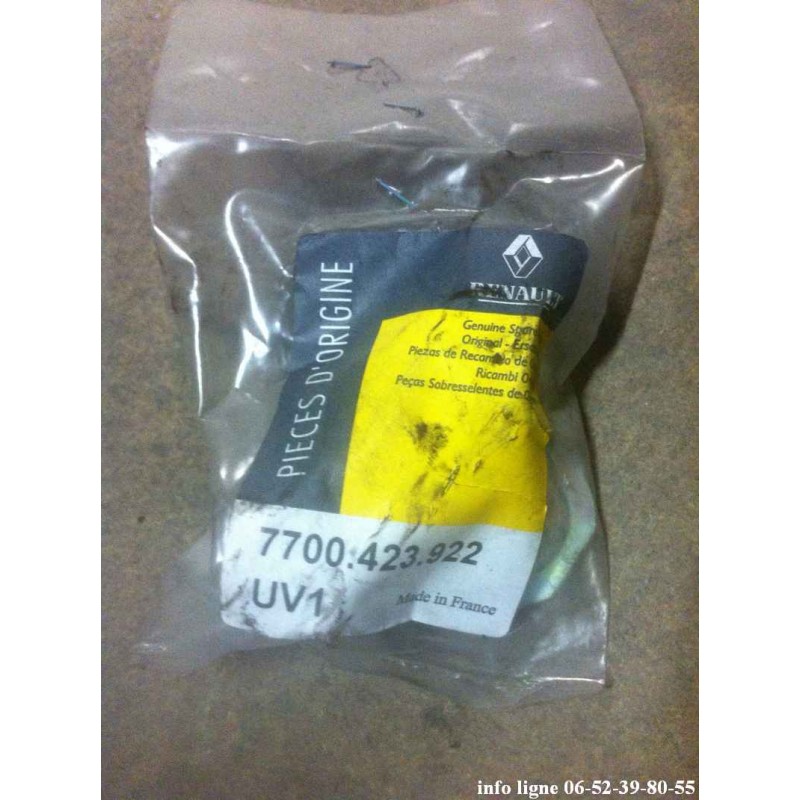 RENAULT
PIECES D'ORIGINE
Genuine
Original -
Piezas de Recambio de
Ricambi
Peças Sobresselentes de
7700.423.922
UV1
Made in France
info ligne 06-52-39-80-55